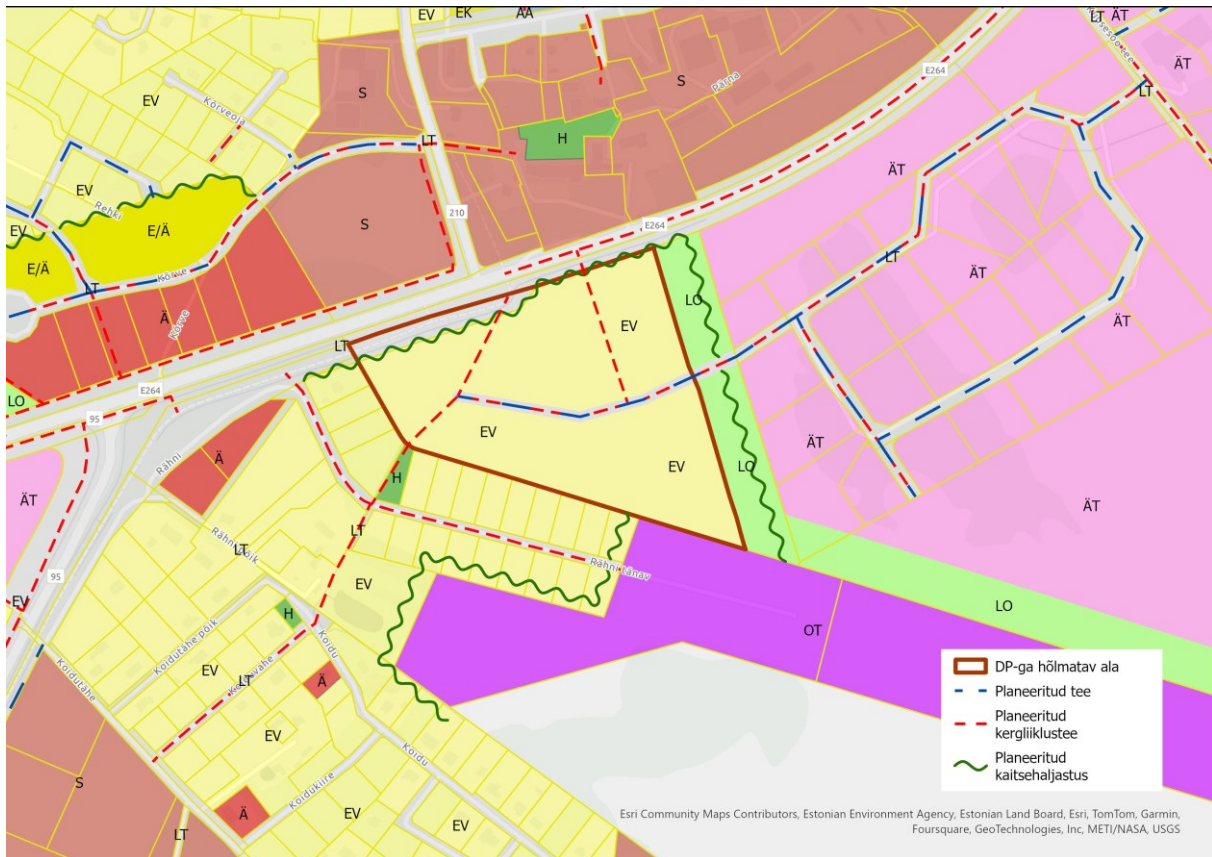 EV
EK
AA
LT
ÄT
Mõisesöö tee
ÄT
EV
Kõrveoja
S
S
Pärna
E264
LT
H
LT
ÄT
EV
Rehki
EV
E/Ä
S
210
E264
ÄT
E/Ä
Kõrve
LT
LT
ÄT
Ä
Kõrve
LO
EV
ÄT
LT
E264
LO
95
EV
ÄT
Ä
Rähni
EV
LO
ÄT
H
ÄT
ÄT
LT
Rähni põik
LT
Rähni tänav
95
EV
EV
H
LO
Koidutähe põik
Koidu
OT
Koidutähe
EV
LT
Ä
EV
Koidu
S
Koidukiire
Ä
EV
EV
LT
DP-ga hõlmatav ala
Planeeritud tee
Planeeritud
kergliiklustee
Planeeritud
kaitsehaljastus
Esri Community Maps Contributors, Estonian Environment Agency, Estonian Land Board, Esri, TomTom, Garmin,
Foursquare, GeoTechnologies, Inc, METI/NASA, USGS